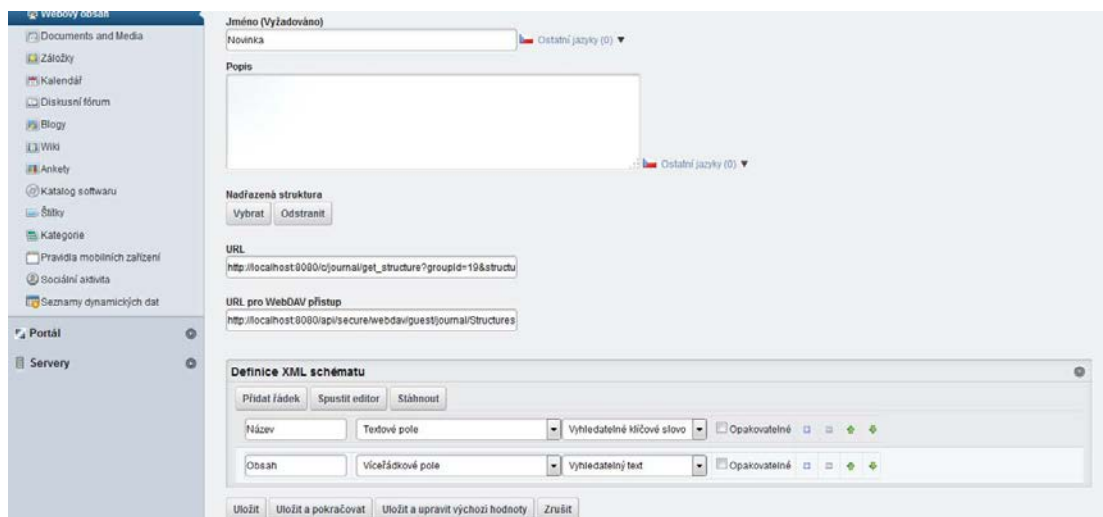 Webový obsah
Documents and Media
Záložky
Kalendář
Diskusní fórum
Blogy
Wiki
Ankety
Katalog softwaru
Štítky
Kategorie
Pravidla mobilních zařízení
Sociální aktivita
Seznamy dynamických dat
Portál
Servery
Jméno (Vyžadováno)
Novinka
Ostatní jazyky (0) ▼
Popis
Ostatní jazyky (0) ▼
Nadřazená struktura
Vybrat Odstranit
URL
http://localhost:8080/c/journal/get_structure?groupId=19&structu
URL pro WebDAV přístup
http://localhost:8080/api/secure/webdav/guest/journal/Structures
Definice XML schématu
Přidat řádek Spustit editor Stáhnout
Název Textové pole Vyhledatelné klíčové slovo Opakovatelné
Obsah Víceřádkové pole Vyhledatelný text Opakovatelné
Uložit Uložit a pokračovat Uložit a upravit výchozí hodnoty Zrušit